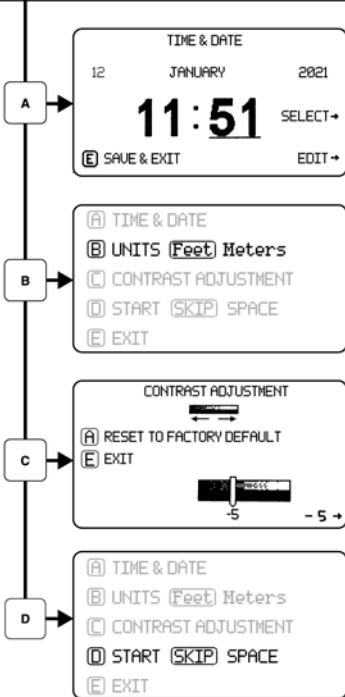 TIME & DATE
12 JANUARY 2021
A
11:51 SELECT→
E SAVE & EXIT EDIT→
A TIME & DATE
B UNITS Feet Meters
B
C CONTRAST ADJUSTMENT
D START SKIP SPACE
E EXIT
CONTRAST ADJUSTMENT
← →
A RESET TO FACTORY DEFAULT
C
E EXIT
-5 -5→
A TIME & DATE
B UNITS Feet Meters
D
C CONTRAST ADJUSTMENT
D START SKIP SPACE
E EXIT